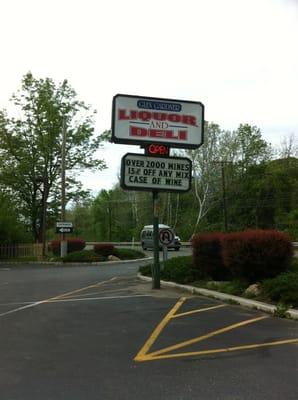 GLEN GARDNER
LIQUOR
AND
DELI
OPEN
OVER 2000 WINES
15% OFF ANY MIX
CASE OF WINE